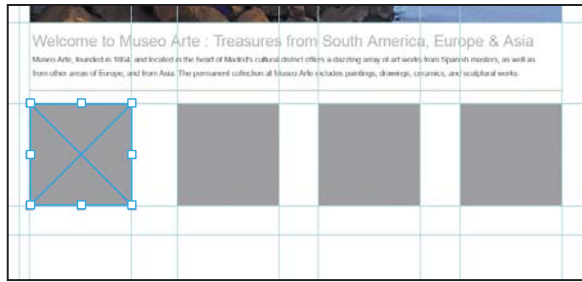 Welcome to Museo Arte : Treasures from South America, Europe & Asia
Museo Arte, founded in 1864, and located in the heart of Madrid's cultural district offers a dazzling array of art works from Spanish masters, as well as
from other areas of Europe, and from Asia. The permanent collection at Museo Arte includes paintings, drawings, ceramics, and sculptural works.